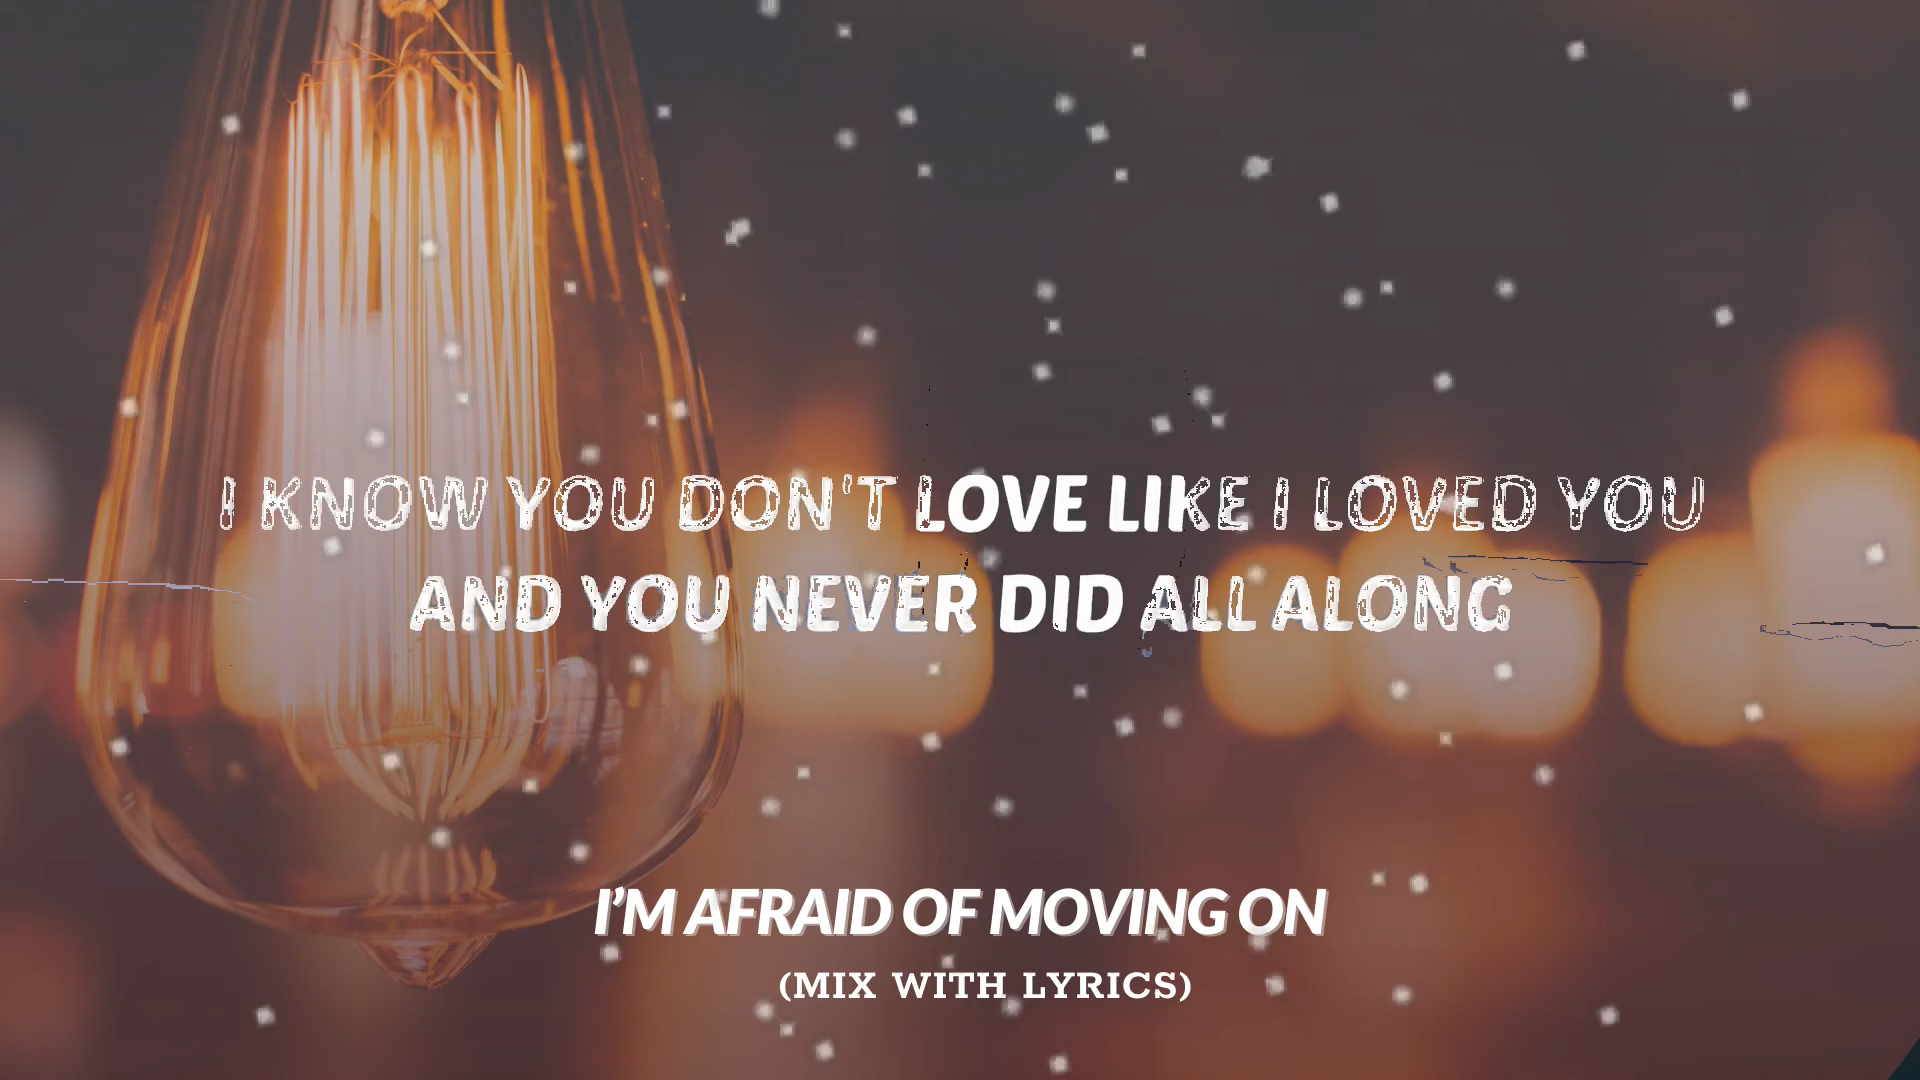 I KNOW YOU DON'T LOVE LIKE I LOVED YOU
AND YOU NEVER DID ALL ALONG
I'M AFRAID OF MOVING ON
(MIX WITH LYRICS)